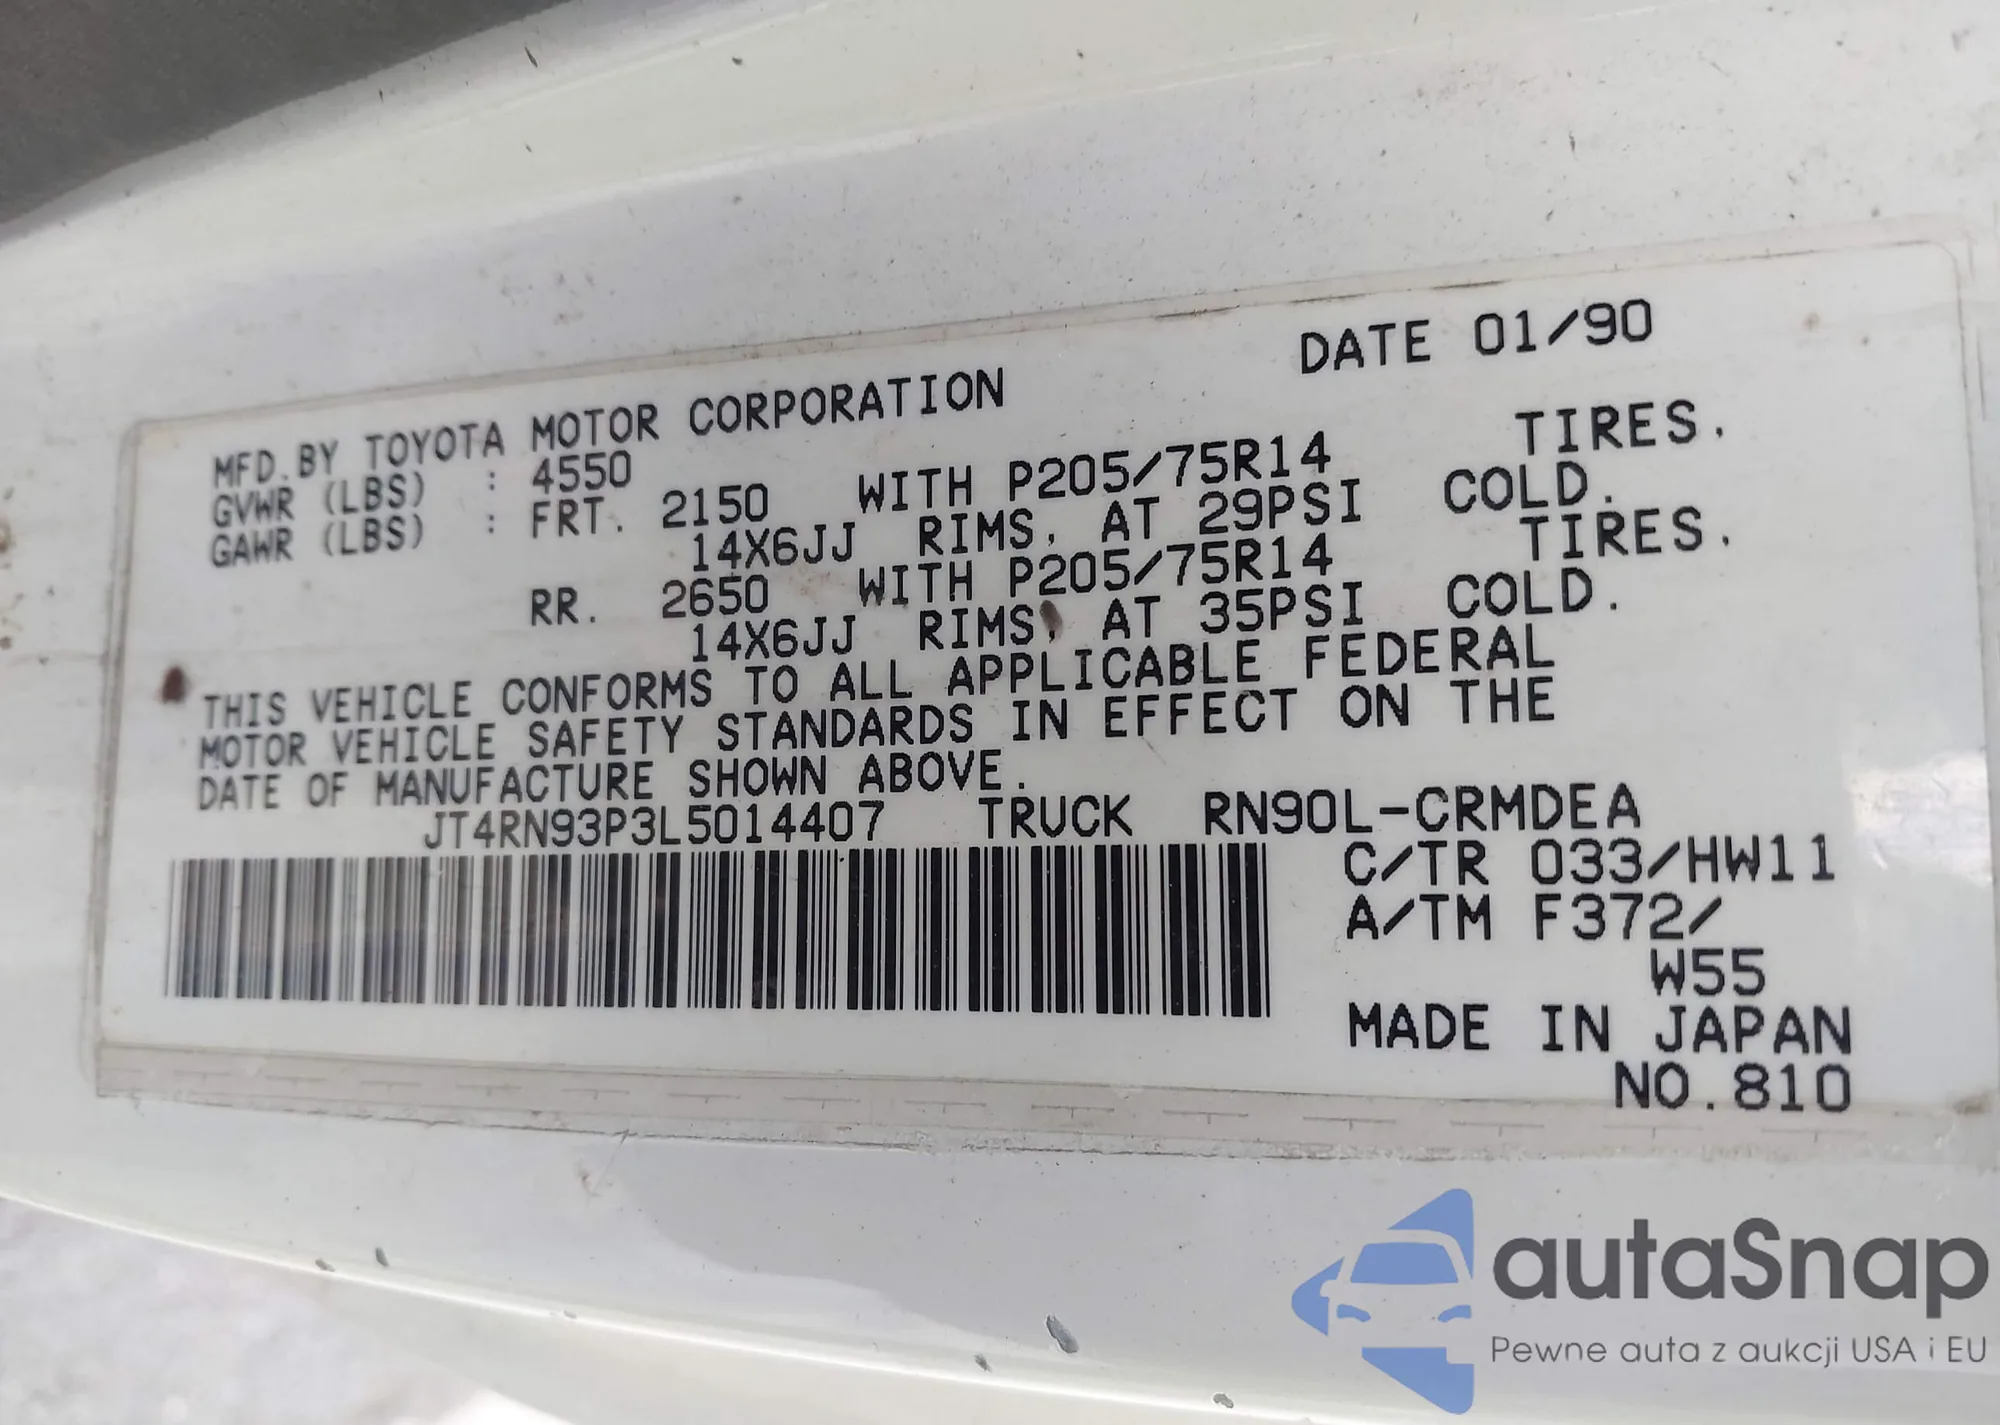 DATE 01/90
MFD.BY TOYOTA MOTOR CORPORATION
GVWR (LBS) : 4550
GAWR (LBS) : FRT. 2150 WITH P205/75R14 TIRES.
14X6JJ RIMS, AT 29PSI COLD.
RR. 2650 WITH P205/75R14 TIRES.
14X6JJ RIMS, AT 35PSI COLD.
THIS VEHICLE CONFORMS TO ALL APPLICABLE FEDERAL
MOTOR VEHICLE SAFETY STANDARDS IN EFFECT ON THE
DATE OF MANUFACTURE SHOWN ABOVE.
JT4RN93P3L5014407 TRUCK RN90L-CRMDEA
C/TR 033/HW11
A/TM F372/
W55
MADE IN JAPAN
NO.810
autaSnap
Pewne auta z aukcji USA i EU